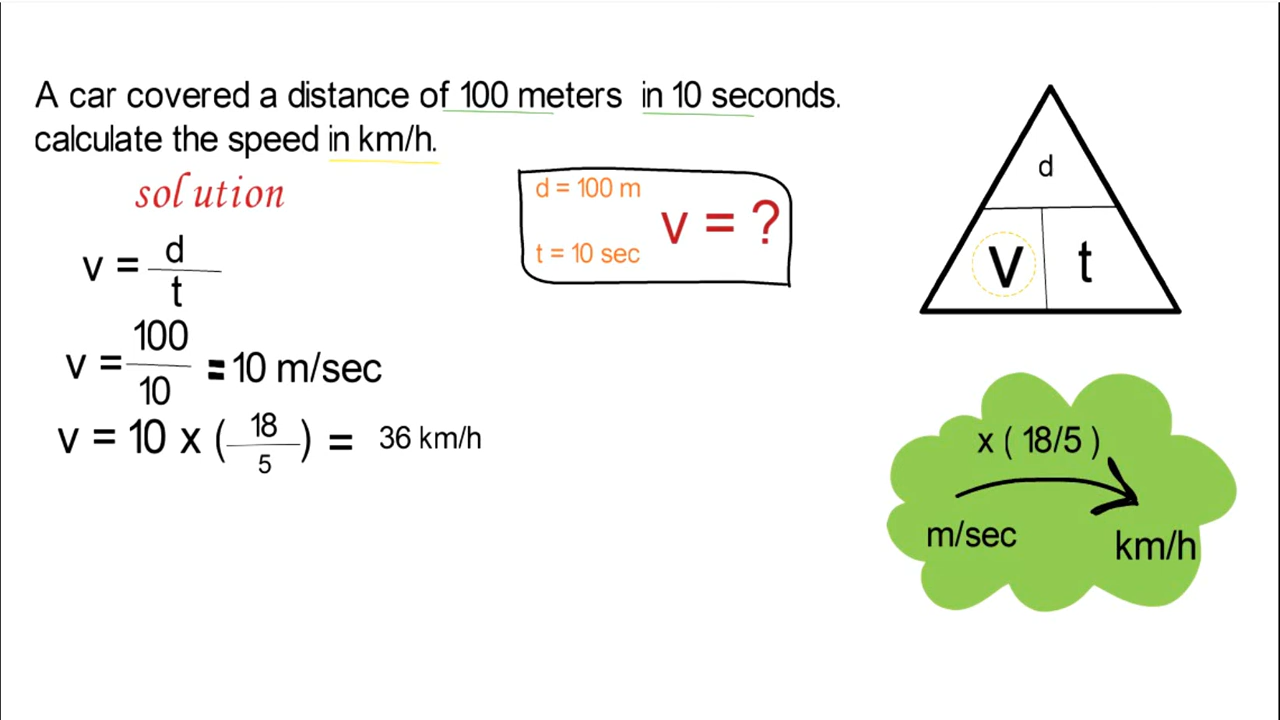 A car covered a distance of 100 meters in 10 seconds.
calculate the speed in km/h.
solution
d = 100 m
t = 10 sec
v = ?
v = d
t
v = 100
10
= 10 m/sec
v = 10 x ( 18
5 ) = 36 km/h
d
v t
x ( 18/5 )
m/sec
km/h